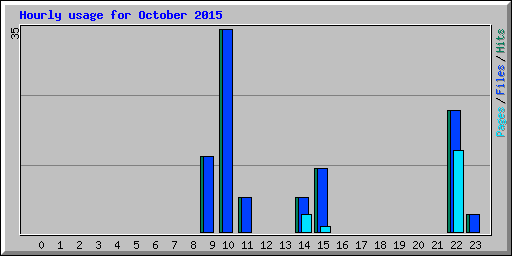 Hourly usage for October 2015
35
Pages/Files/Hits
0 1 2 3 4 5 6 7 8 9 10 11 12 13 14 15 16 17 18 19 20 21 22 23